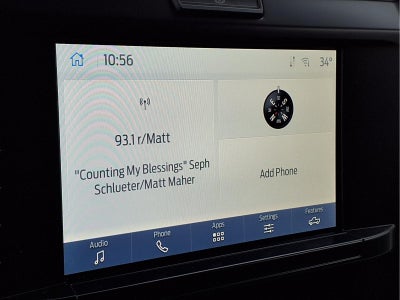 10:56
34°
93.1 r/Matt
"Counting My Blessings" Seph
Schlueter/Matt Maher
Add Phone
Audio
Phone
Apps
Settings
Features